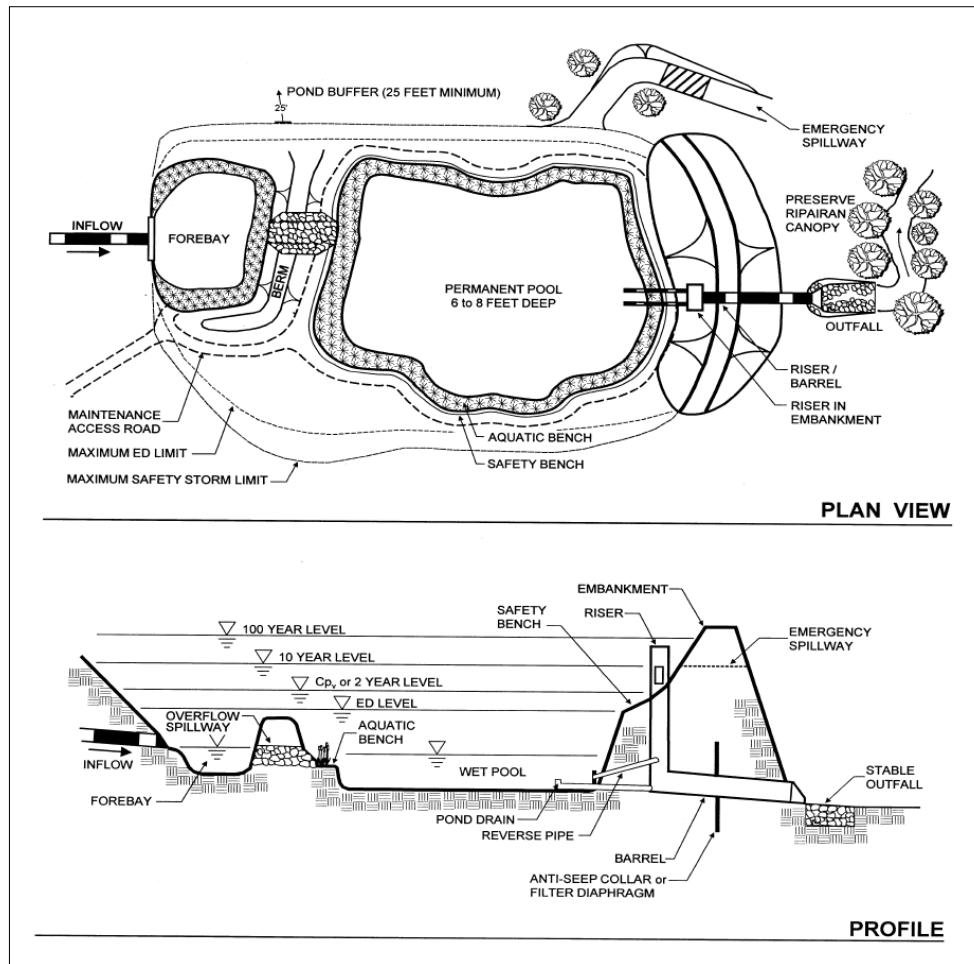 POND BUFFER (25 FEET MINIMUM)
25'
EMERGENCY
SPILLWAY
PRESERVE
RIPAIRAN
CANOPY
INFLOW
FOREBAY
BERM
PERMANENT POOL
6 to 8 FEET DEEP
OUTFALL
RISER /
BARREL
RISER IN
EMBANKMENT
MAINTENANCE
ACCESS ROAD
AQUATIC BENCH
MAXIMUM ED LIMIT
SAFETY BENCH
MAXIMUM SAFETY STORM LIMIT
PLAN VIEW
EMBANKMENT
SAFETY
BENCH
RISER
100 YEAR LEVEL
EMERGENCY
SPILLWAY
10 YEAR LEVEL
Cpv or 2 YEAR LEVEL
ED LEVEL
OVERFLOW
SPILLWAY
AQUATIC
BENCH
INFLOW
WET POOL
STABLE
OUTFALL
FOREBAY
POND DRAIN
REVERSE PIPE
BARREL
ANTI-SEEP COLLAR or
FILTER DIAPHRAGM
PROFILE